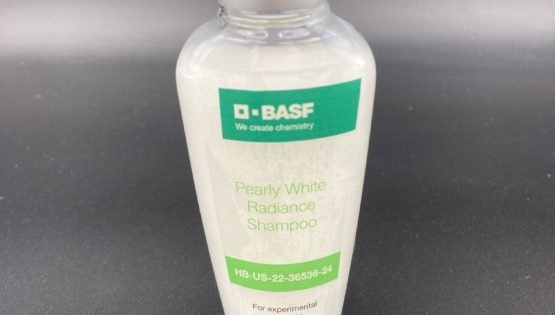 BASF
We create chemistry
Pearly White
Radiance
Shampoo
HB-US-22-36536-24
For experimental